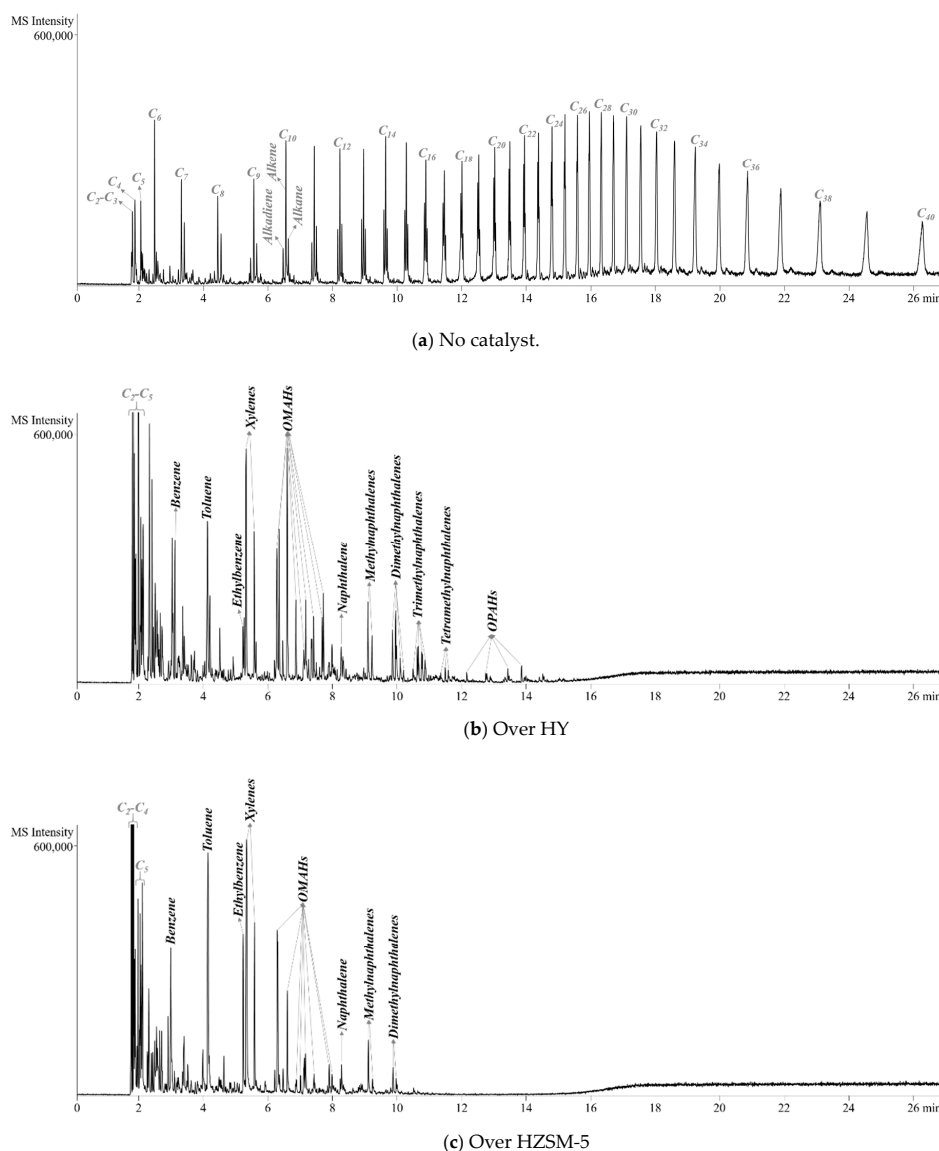 MS Intensity
600,000
C2-C3
C4
C5
C6
C7
C8
C9
Alkadiene
Alkene
C10
Alkane
C12
C14
C16
C18
C20
C22
C24
C26
C28
C30
C32
C34
C36
C38
C40
0 2 4 6 8 10 12 14 16 18 20 22 24 26 min
(a) No catalyst.
MS Intensity
600,000
C2-C5
Benzene
Toluene
Ethylbenzene
Xylenes
OMAHs
Naphthalene
Methylnaphthalenes
Dimethylnaphthalenes
Trimethylnaphthalenes
Tetramethylnaphthalenes
OPAHs
0 2 4 6 8 10 12 14 16 18 20 22 24 26 min
(b) Over HY
MS Intensity
600,000
C2-C4
C5
Benzene
Toluene
Ethylbenzene
Xylenes
OMAHs
Naphthalene
Methylnaphthalenes
Dimethylnaphthalenes
0 2 4 6 8 10 12 14 16 18 20 22 24 26 min
(c) Over HZSM-5